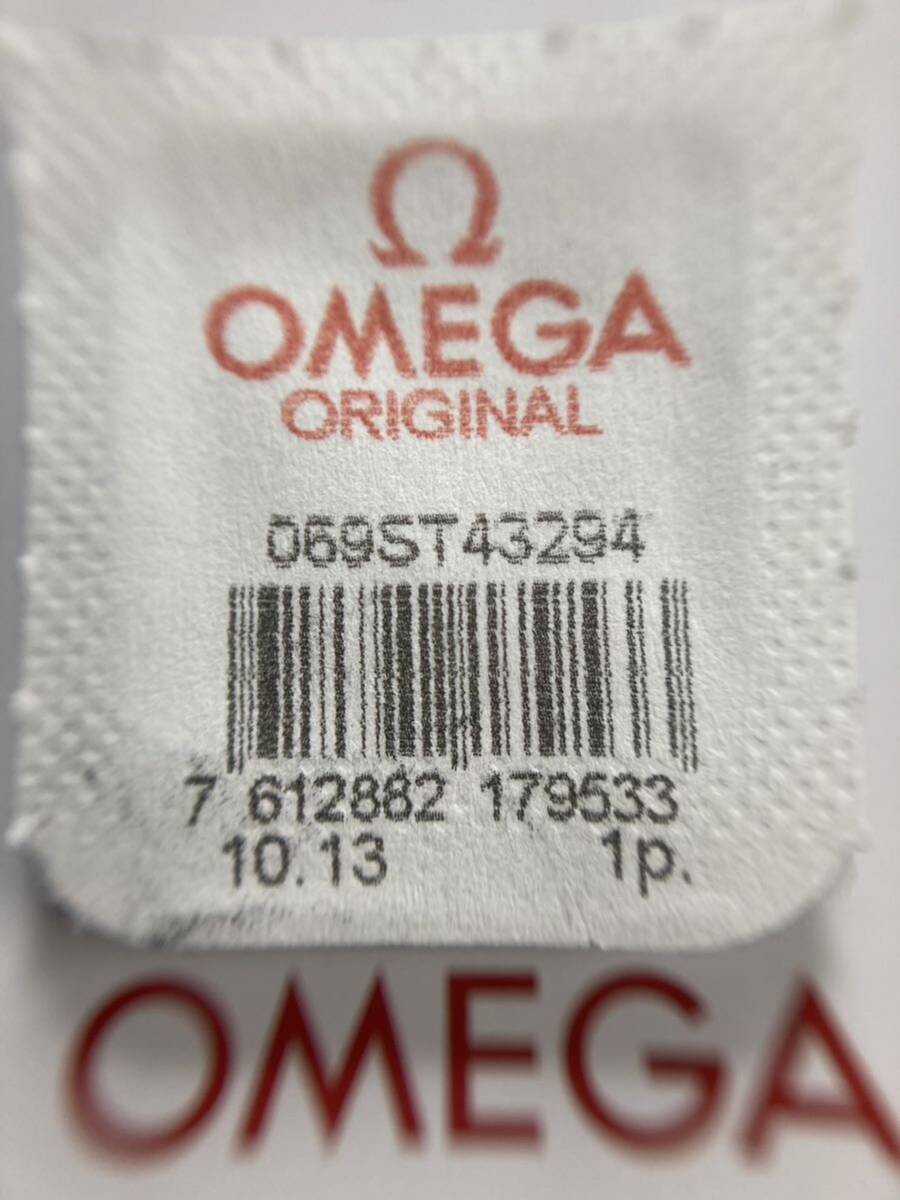 Ω
OMEGA
ORIGINAL
069ST43294
7 612882 179533
10.13 1p.
OMEGA